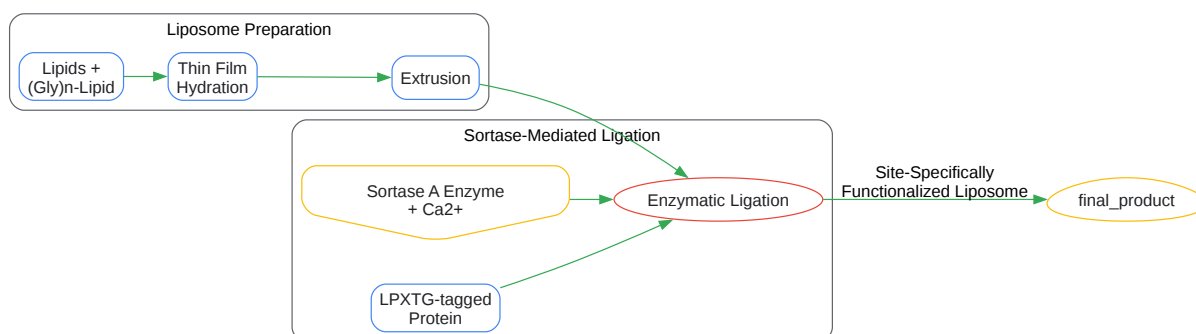 Liposome Preparation
Lipids +
(Gly)n-Lipid
Thin Film
Hydration
Extrusion
Sortase-Mediated Ligation
Sortase A Enzyme
+ Ca2+
Enzymatic Ligation
LPXTG-tagged
Protein
Site-Specifically
Functionalized Liposome
final_product